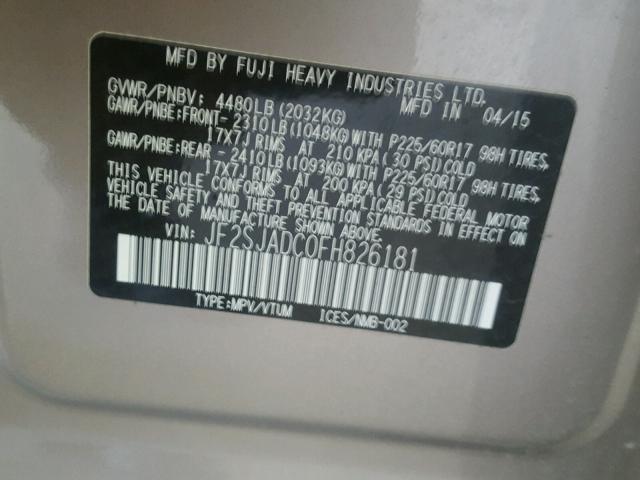 MFD BY FUJI HEAVY INDUSTRIES LTD.
MFD IN 04/15
GVWR/PNBV: 4480LB (2032KG)
GAWR/PNBE:FRONT- 2310LB (1048KG) WITH P225/60R17 98H TIRES,
17X7J RIMS AT 210 KPA (30 PSI) COLD
GAWR/PNBE:REAR - 2410LB (1093KG) WITH P225/60R17 98H TIRES,
17X7J RIMS AT 200 KPA (29 PSI) COLD
THIS VEHICLE CONFORMS TO ALL APPLICABLE FEDERAL MOTOR
VEHICLE SAFETY AND THEFT PREVENTION STANDARDS IN EFFECT ON
THE DATE OF MANUFACTURE SHOWN ABOVE.
VIN: JF2SJADC0FH826181
TYPE:MPV/VTUM ICES/NMB-002